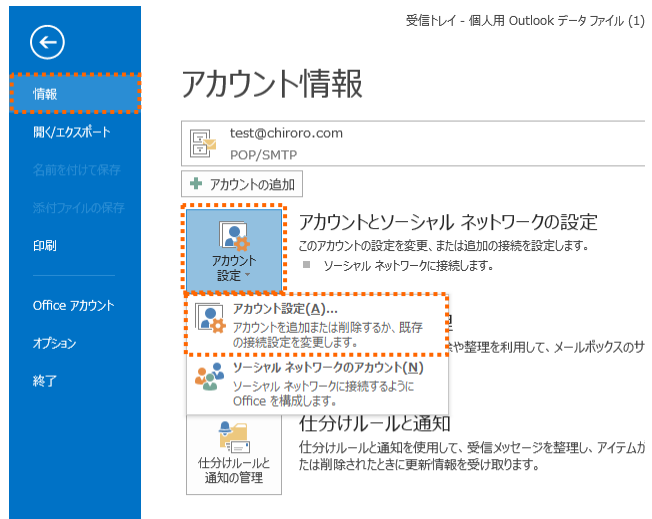 受信トレイ - 個人用 Outlook データ ファイル (1)
アカウント情報
情報
開く/エクスポート
名前を付けて保存
添付ファイルの保存
印刷
Office アカウント
オプション
終了
test@chiroro.com
POP/SMTP
アカウントの追加
アカウント
設定
アカウントとソーシャル ネットワークの設定
このアカウントの設定を変更、または追加の接続を設定します。
ソーシャル ネットワークに接続します。
アカウント設定(A)...
アカウントを追加または削除するか、既存
の接続設定を変更します。
や整理を利用して、メールボックスのサ
ソーシャル ネットワークのアカウント(N)
ソーシャル ネットワークに接続するように
Office を構成します。
仕分けルールと
通知の管理
仕分けルールと通知
仕分けルールと通知を使用して、受信メッセージを整理し、アイテムが
たは削除されたときに更新情報を受け取ります。